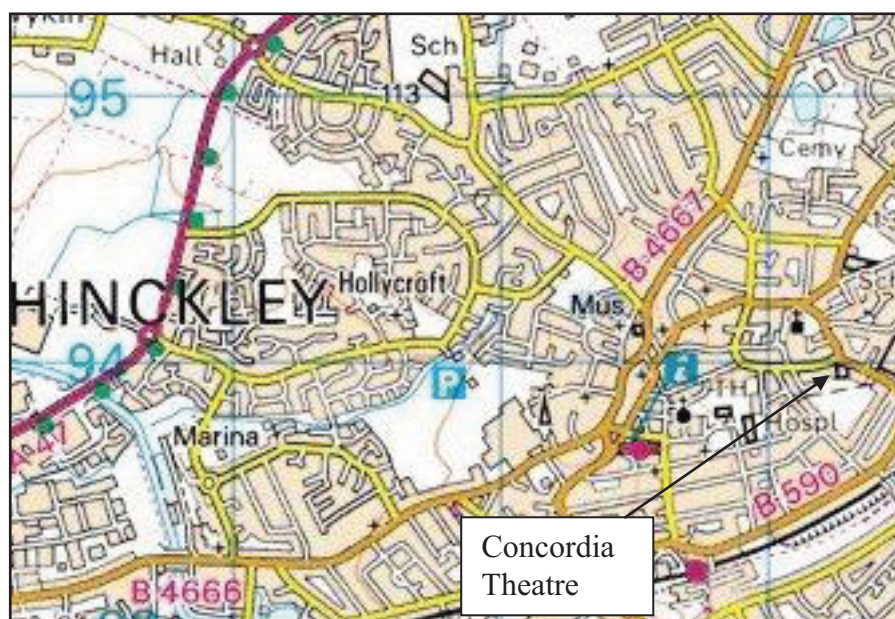 Hall
Sch
95
113
Cemy
B 4667
HINCKLEY
Hollycroft
Mus
94
P
i
TH
Hospl
Marina
A 47
B 590
Concordia
Theatre
B 4666